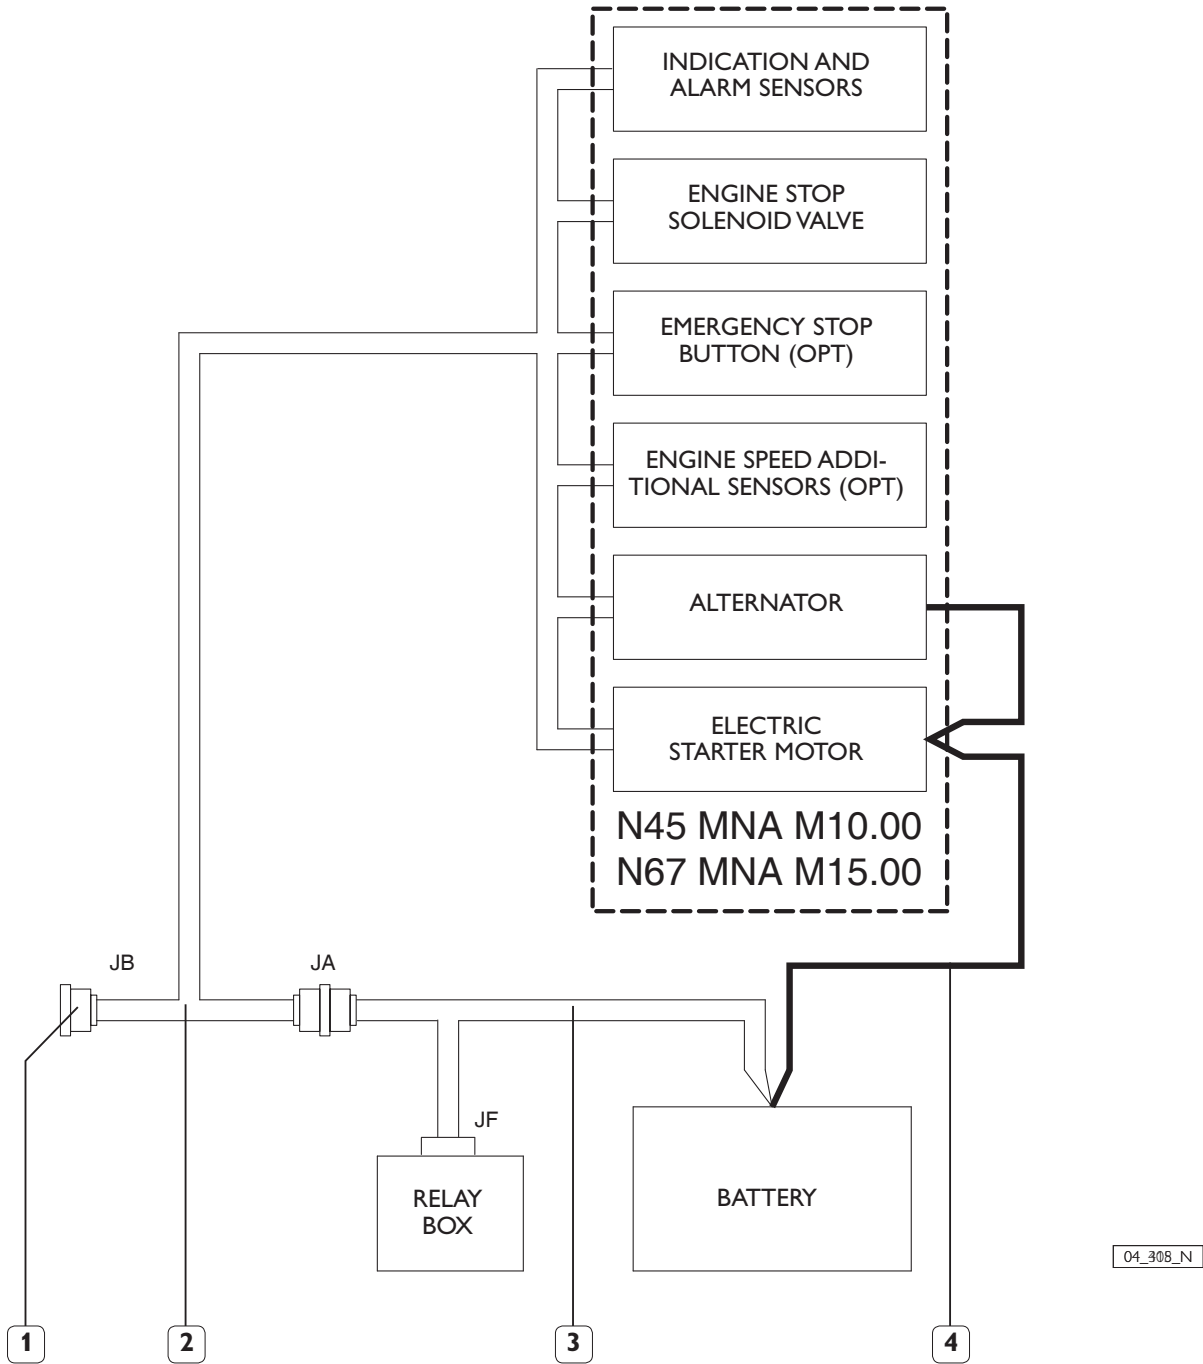 INDICATION AND
ALARM SENSORS
ENGINE STOP
SOLENOID VALVE
EMERGENCY STOP
BUTTON (OPT)
ENGINE SPEED ADDI-
TIONAL SENSORS (OPT)
ALTERNATOR
ELECTRIC
STARTER MOTOR
N45 MNA M10.00
N67 MNA M15.00
JB
JA
JF
RELAY
BOX
BATTERY
1
2
3
4